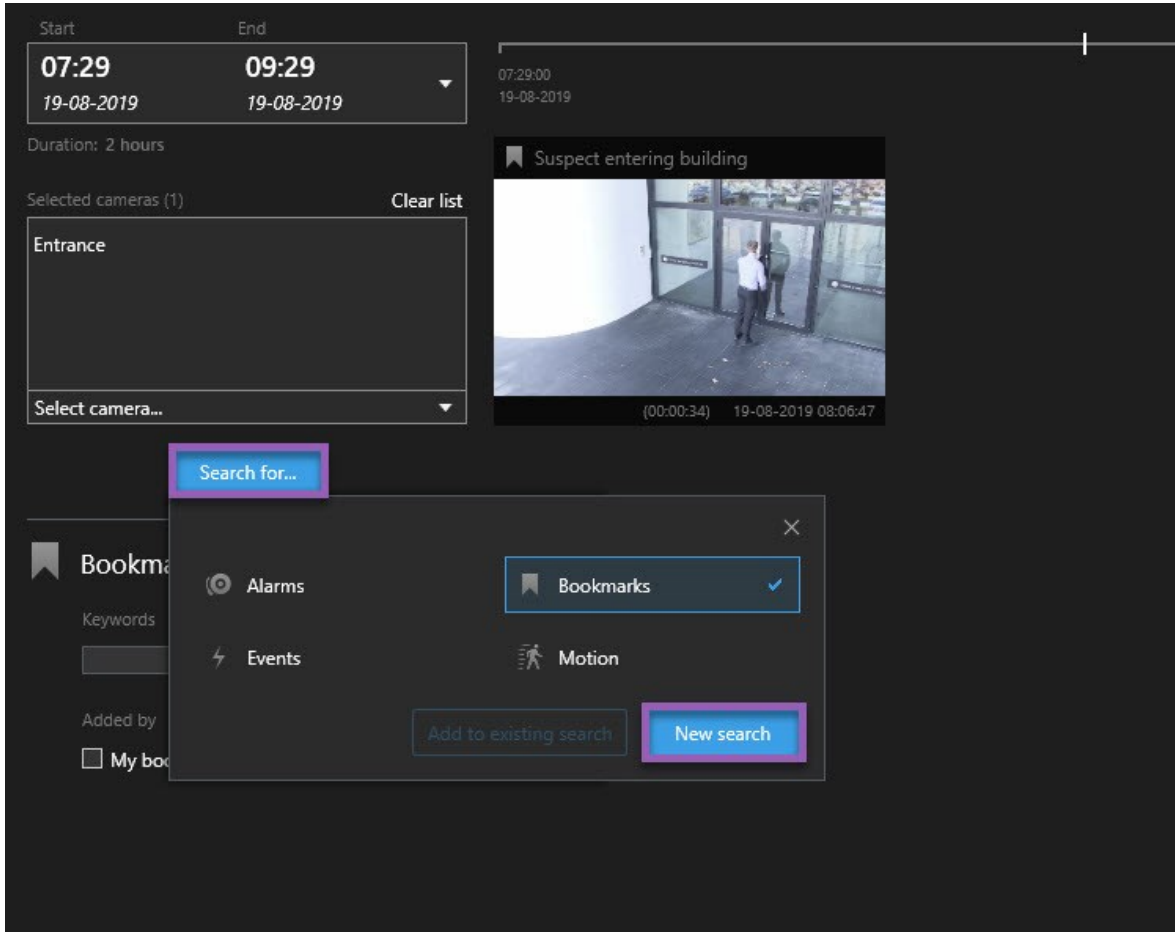 Start End
07:29 09:29
19-08-2019 19-08-2019
Duration: 2 hours
Selected cameras (1) Clear list
Entrance
Select camera...
07:29:00
19-08-2019
Suspect entering building
(00:00:34) 19-08-2019 08:06:47
Search for...
Bookma
Keywords
Added by
My boo
Alarms Bookmarks
Events Motion
Add to existing search New search